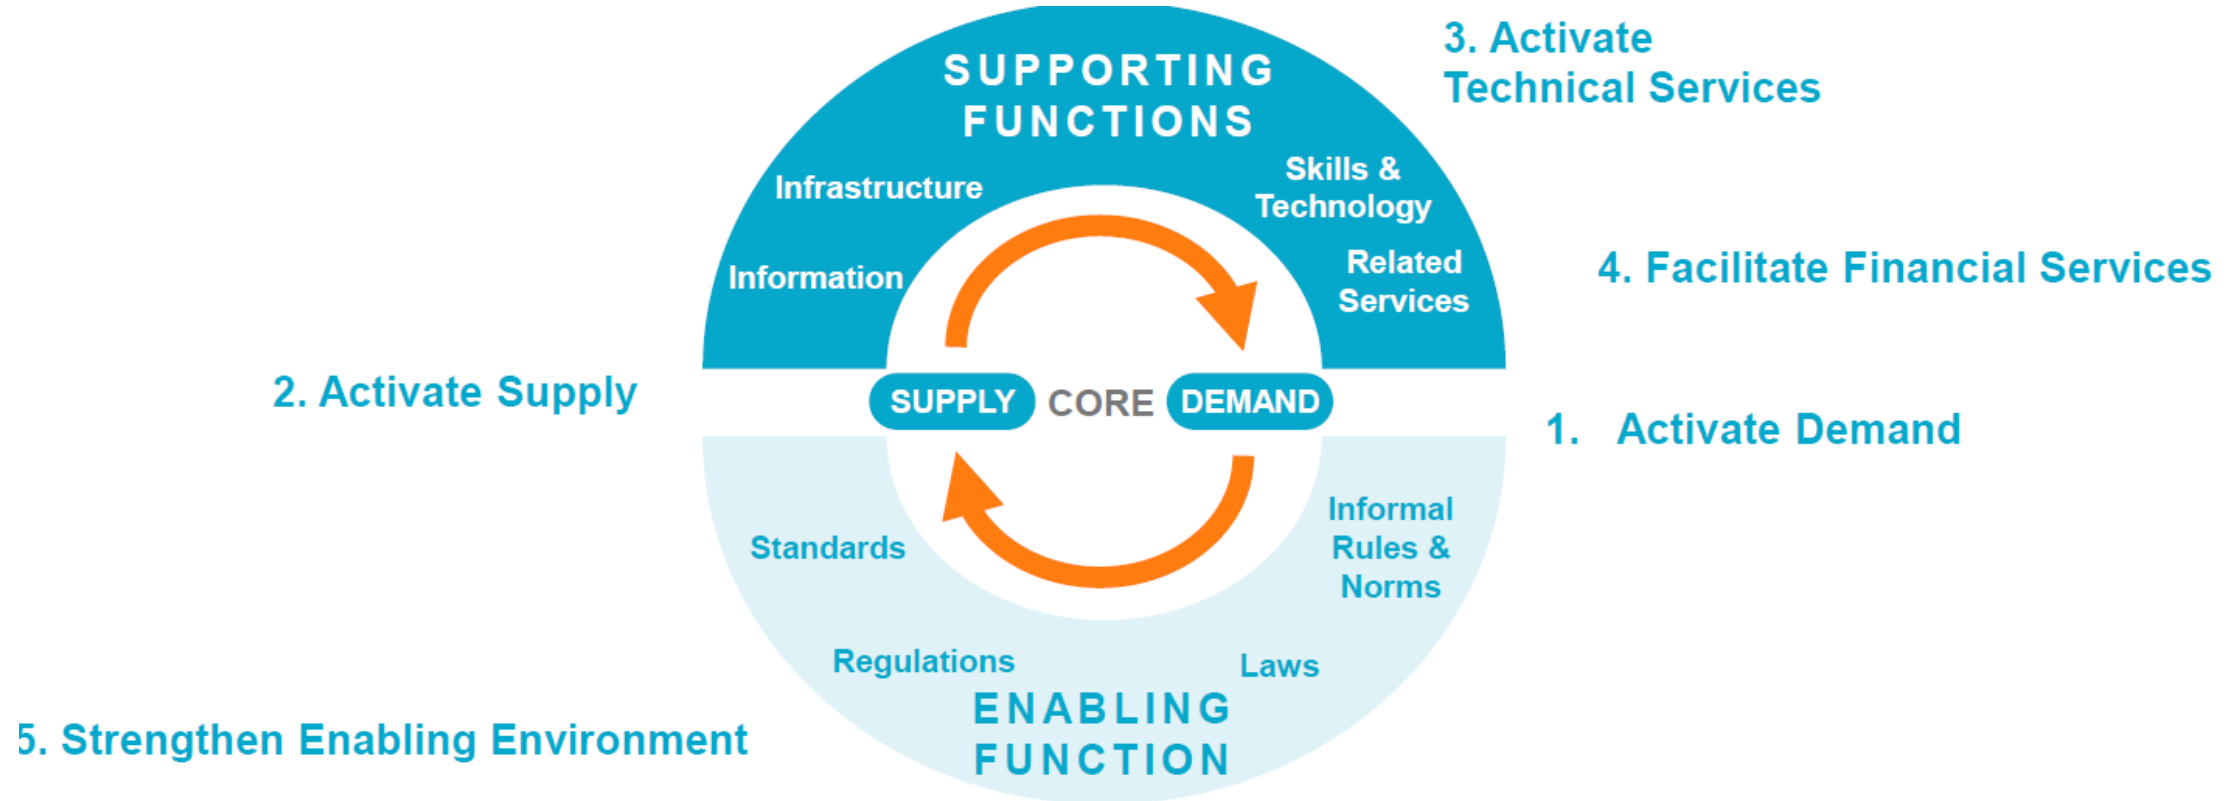 SUPPORTING
FUNCTIONS
3. Activate
Technical Services
Infrastructure
Skills &
Technology
Information
Related
Services
4. Facilitate Financial Services
2. Activate Supply
SUPPLY CORE DEMAND
1. Activate Demand
Standards
Informal
Rules &
Norms
Regulations
Laws
ENABLING
FUNCTION
5. Strengthen Enabling Environment